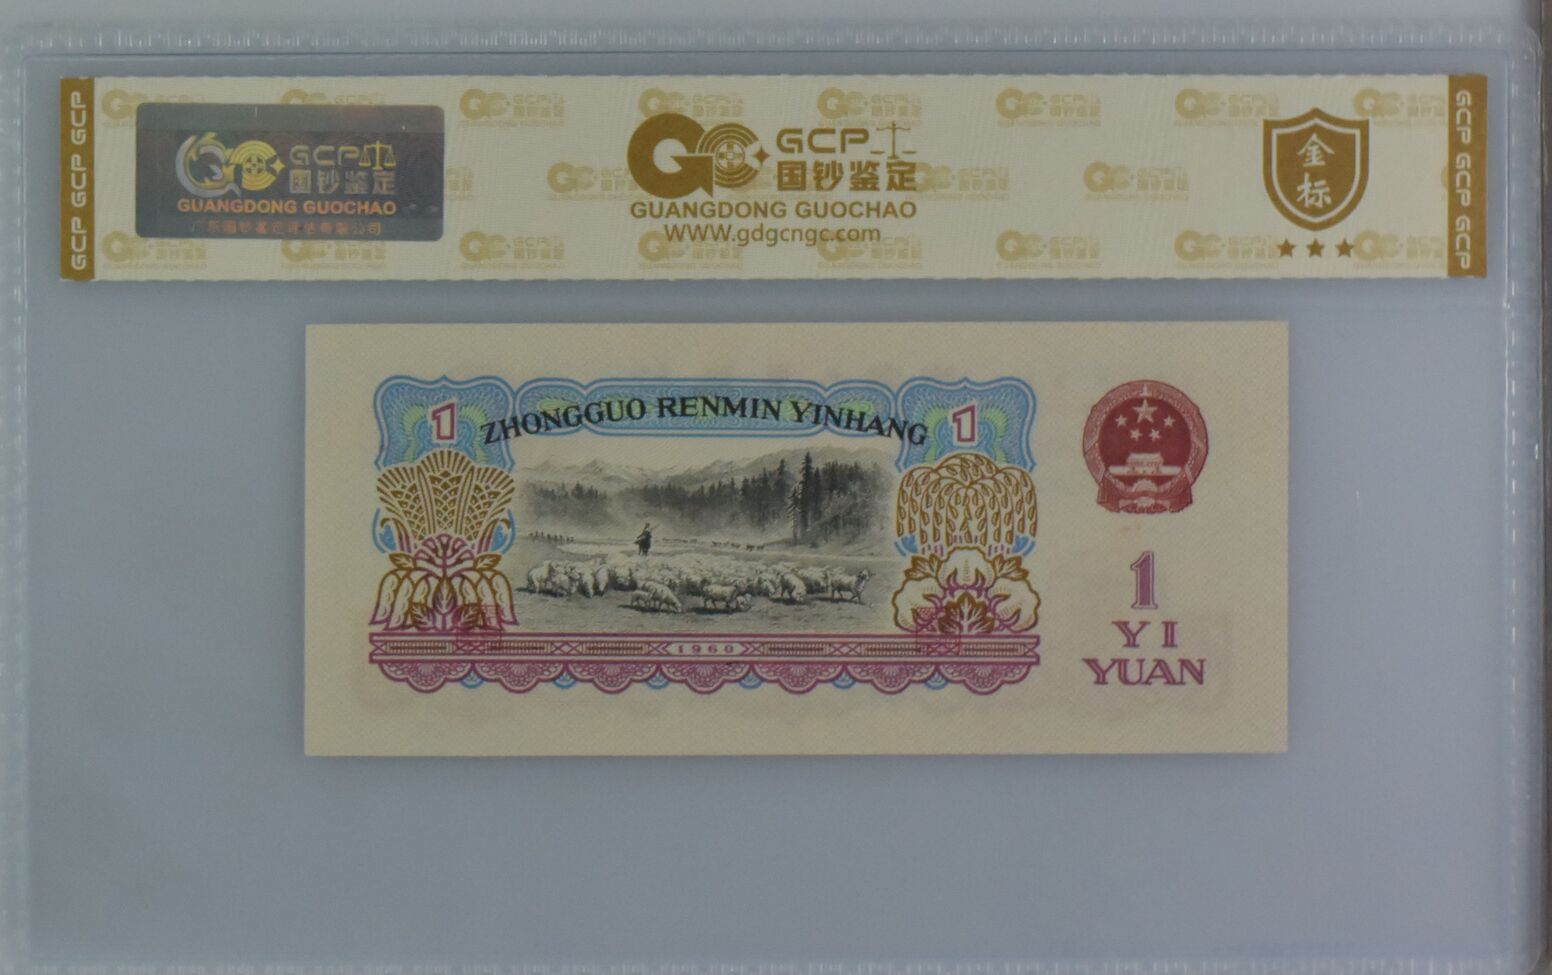 GCP GCP GCP
GCP
国钞鉴定
GUANGDONG GUOCHAO
GCP
国钞鉴定
GUANGDONG GUOCHAO
WWW.gdgcngc.com
金标
GCP GCP GCP
ZHONGGUO RENMIN YINHANG
1
1
1960
1
YI
YUAN